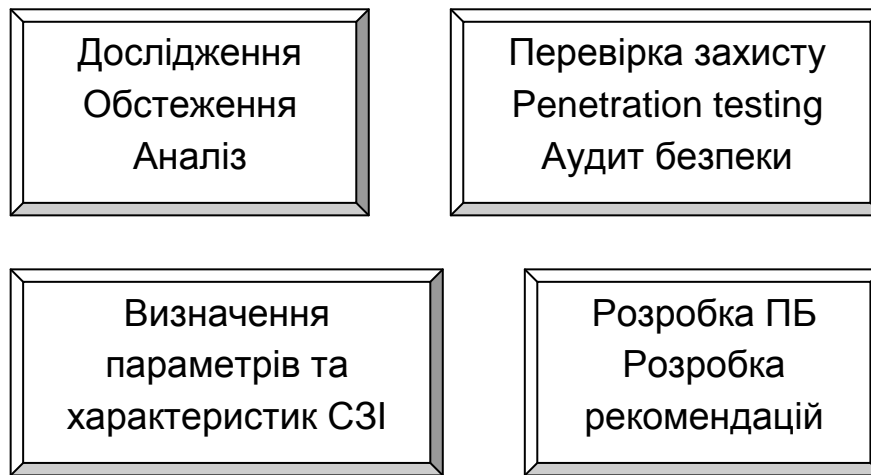 Дослідження
Обстеження
Аналіз
Перевірка захисту
Penetration testing
Аудит безпеки
Визначення
параметрів та
характеристик СЗІ
Розробка ПБ
Розробка
рекомендацій